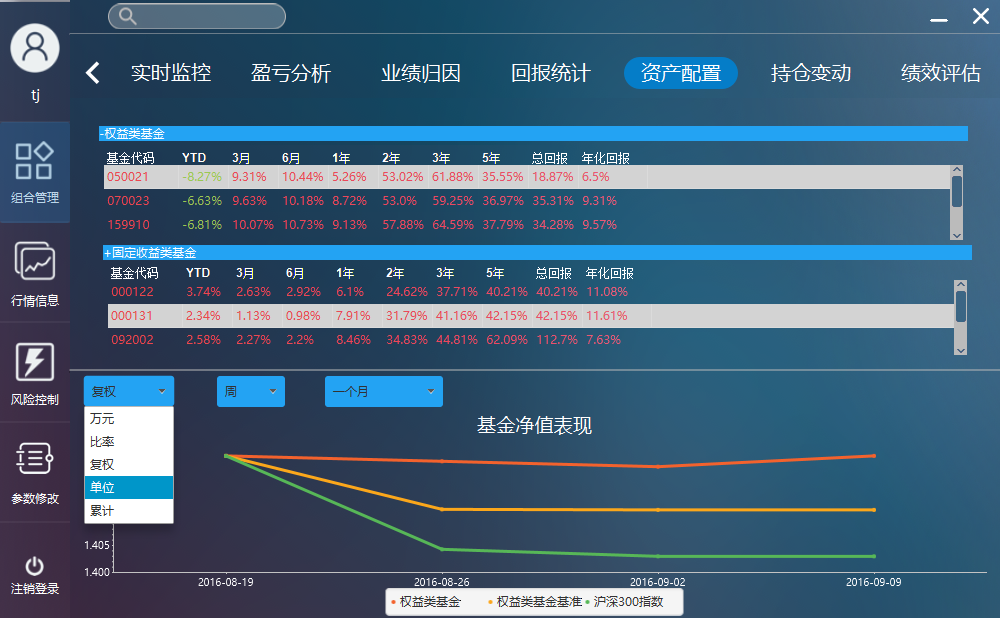 tj
组合管理
行情信息
风险控制
参数修改
注销登录
实时监控 盈亏分析 业绩归因 回报统计 资产配置 持仓变动 绩效评估
-权益类基金
基金代码 YTD 3月 6月 1年 2年 3年 5年 总回报 年化回报
050021 -8.27% 9.31% 10.44% 5.26% 53.02% 61.88% 35.55% 18.87% 6.5%
070023 -6.63% 9.63% 10.18% 8.72% 53.0% 59.25% 36.97% 35.31% 9.31%
159910 -6.81% 10.07% 10.73% 9.13% 57.88% 64.59% 37.79% 34.28% 9.57%
+固定收益类基金
基金代码 YTD 3月 6月 1年 2年 3年 5年 总回报 年化回报
000122 3.74% 2.63% 2.92% 6.1% 24.62% 37.71% 40.21% 40.21% 11.08%
000131 2.34% 1.13% 0.98% 7.91% 31.79% 41.16% 42.15% 42.15% 11.61%
092002 2.58% 2.27% 2.2% 8.46% 34.83% 44.81% 62.09% 112.7% 7.63%
复权 周 一个月
万元
比率
复权
单位
累计
基金净值表现
1.405
1.400
2016-08-19 2016-08-26 2016-09-02 2016-09-09
权益类基金 权益类基金基准 沪深300指数